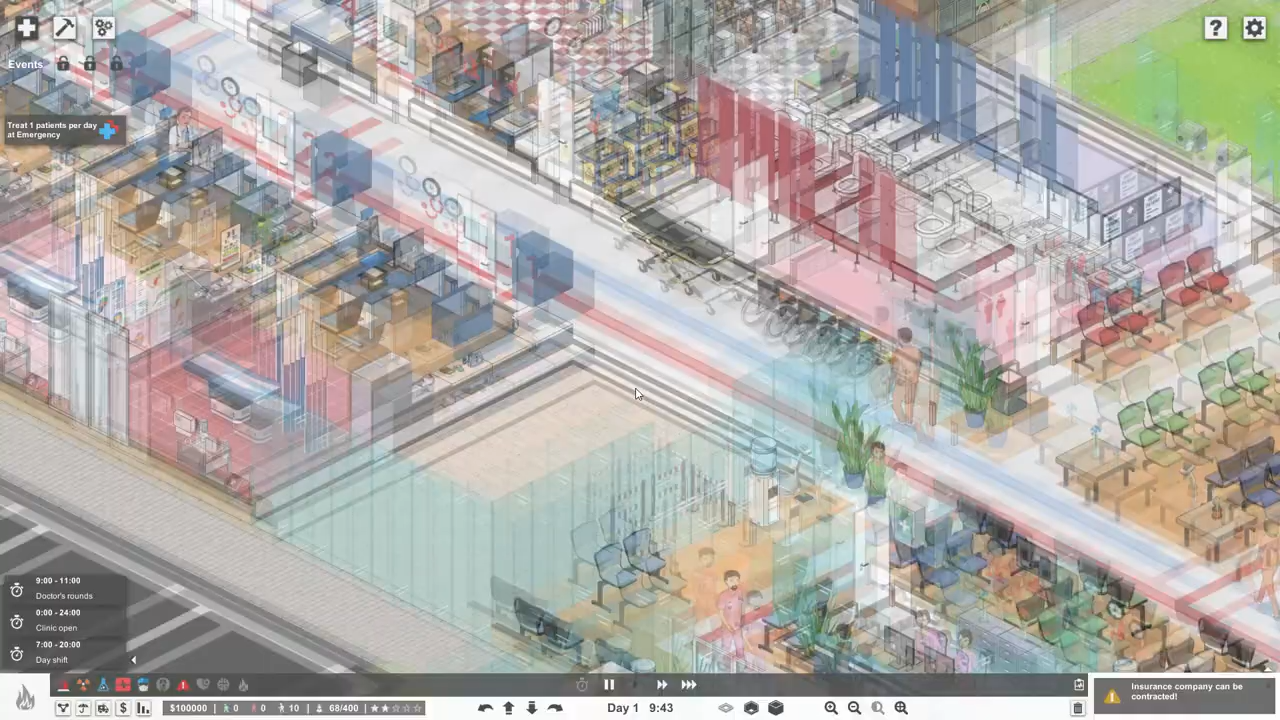 Events
Treat 1 patients per day
at Emergency
9:00 - 11:00
Doctor's rounds
0:00 - 24:00
Clinic open
7:00 - 20:00
Day shift
$100000 0 0 10 68/400
Day 1 9:43
Insurance company can be
contracted!